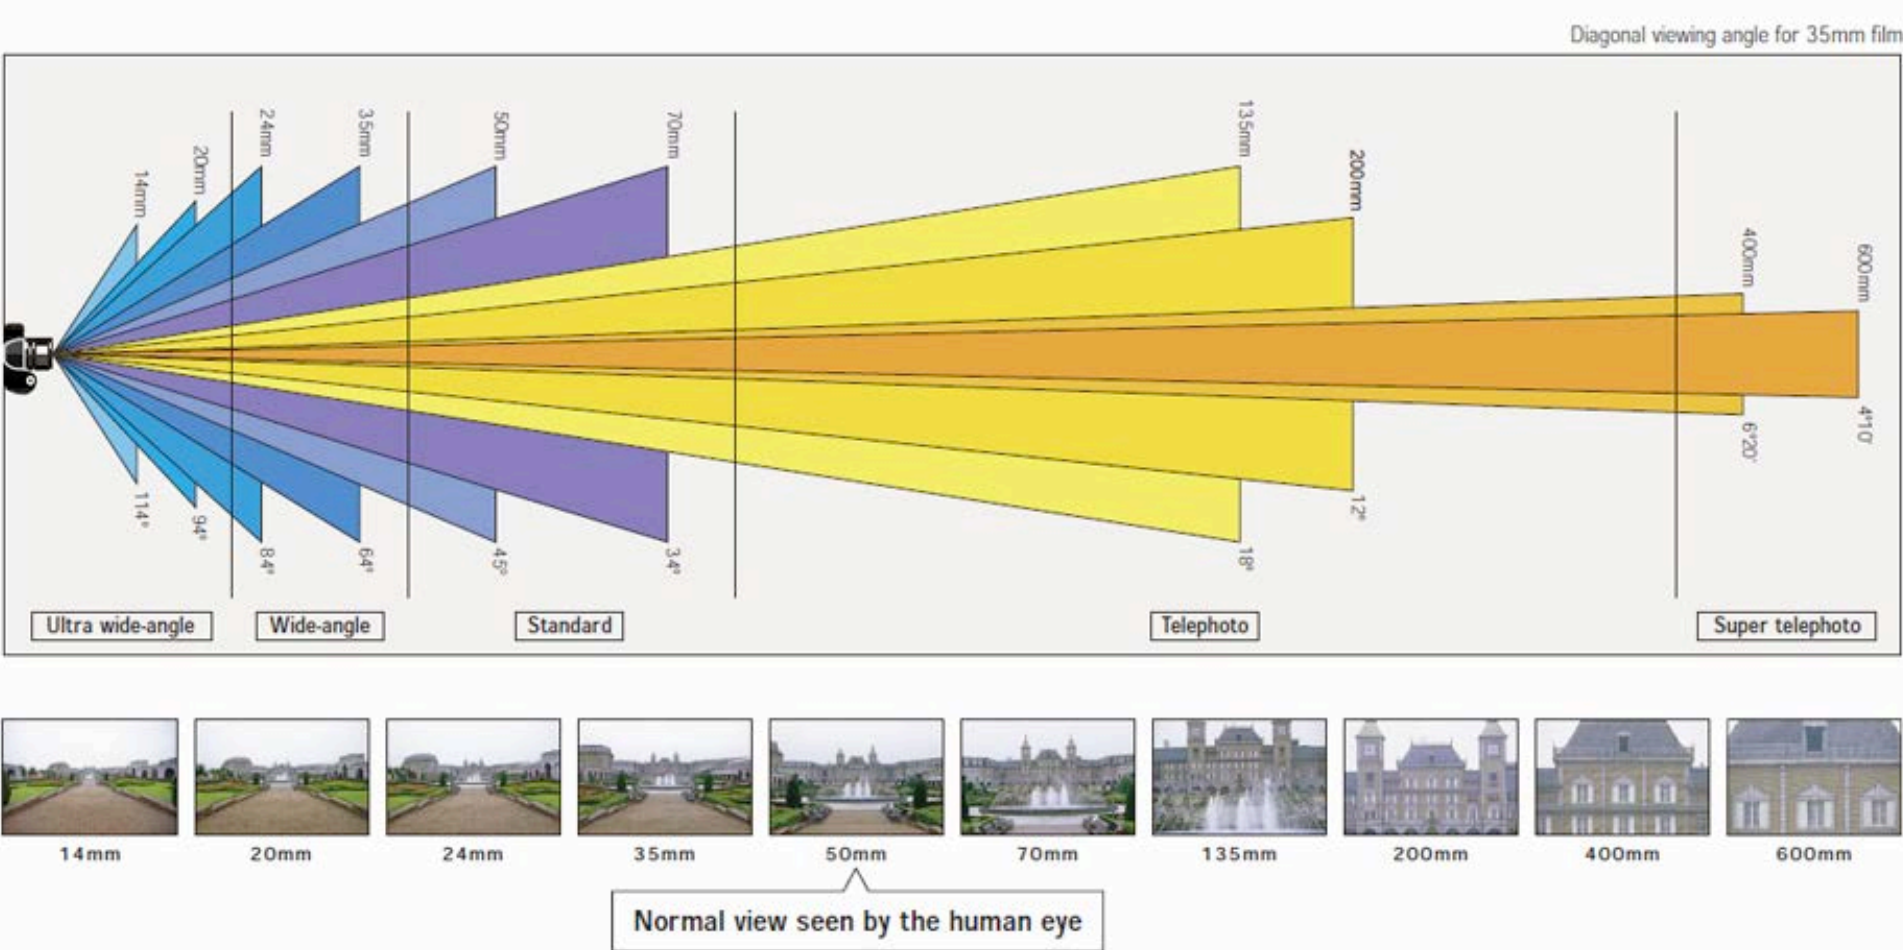 Diagonal viewing angle for 35mm film
14mm
20mm
24mm
35mm
50mm
70mm
135mm
200mm
400mm
600mm
114°
94°
84°
64°
45°
34°
18°
12°
6°20'
4°10'
Ultra wide-angle
Wide-angle
Standard
Telephoto
Super telephoto
14mm
20mm
24mm
35mm
50mm
70mm
135mm
200mm
400mm
600mm
Normal view seen by the human eye